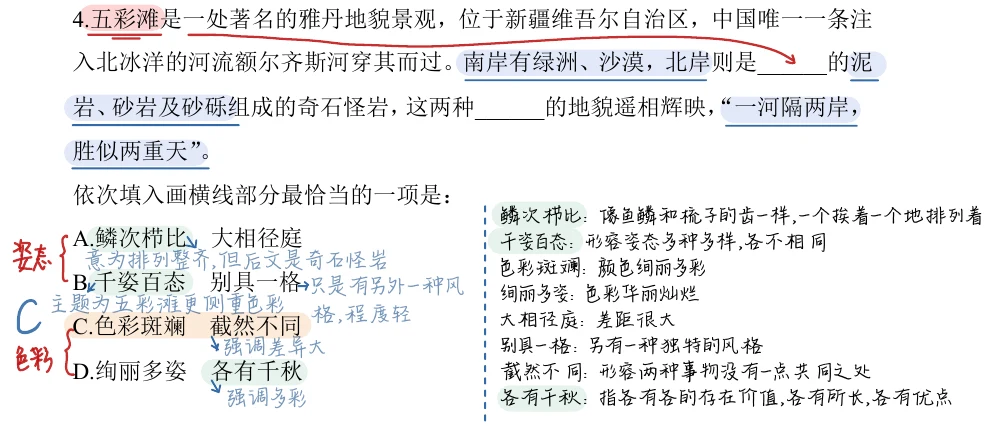 4.五彩滩是一处著名的雅丹地貌景观，位于新疆维吾尔自治区，中国唯一一条注
入北冰洋的河流额尔齐斯河穿其而过。南岸有绿洲、沙漠，北岸则是______的泥
岩、砂岩及砂砾组成的奇石怪岩，这两种______的地貌遥相辉映，“一河隔两岸，
胜似两重天”。
依次填入画横线部分最恰当的一项是：
A.鳞次栉比 大相径庭
意为排列整齐，但后文是奇石怪岩
姿态
B.千姿百态 别具一格
只是有另外一种风
格，程度轻
主题为五彩滩更侧重色彩
C
C.色彩斑斓 截然不同
强调差异大
色彩
D.绚丽多姿 各有千秋
强调多彩
鳞次栉比：像鱼鳞和梳子的齿一样，一个挨着一个地排列着
千姿百态：形容姿态多种多样，各不相同
色彩斑斓：颜色绚丽多彩
绚丽多姿：色彩华丽灿烂
大相径庭：差距很大
别具一格：另有一种独特的风格
截然不同：形容两种事物没有一点共同之处
各有千秋：指各有各的存在价值，各有所长，各有优点